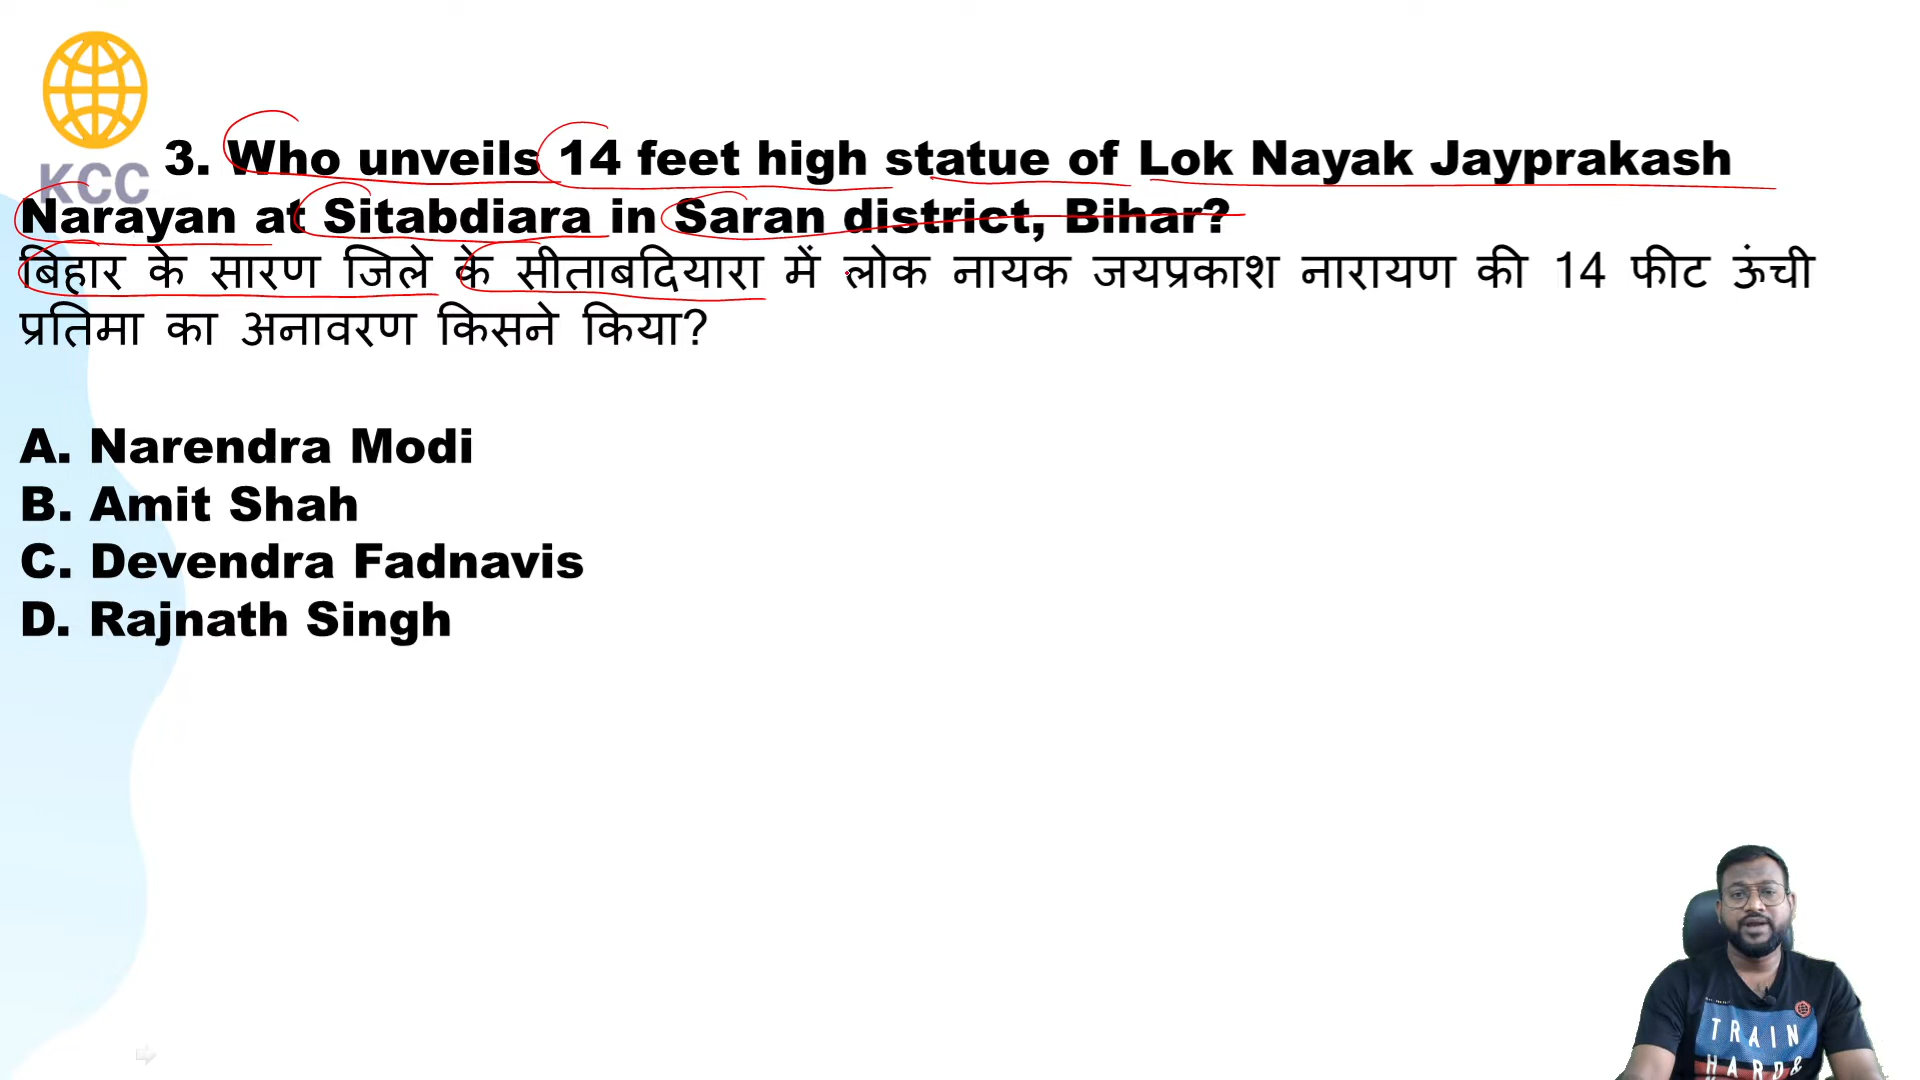 KCC
3. Who unveils 14 feet high statue of Lok Nayak Jayprakash
Narayan at Sitabdiara in Saran district, Bihar?
बिहार के सारण जिले के सीताबदियारा में लोक नायक जयप्रकाश नारायण की 14 फीट ऊंची
प्रतिमा का अनावरण किसने किया?
A. Narendra Modi
B. Amit Shah
C. Devendra Fadnavis
D. Rajnath Singh
TRAIN
HARD&